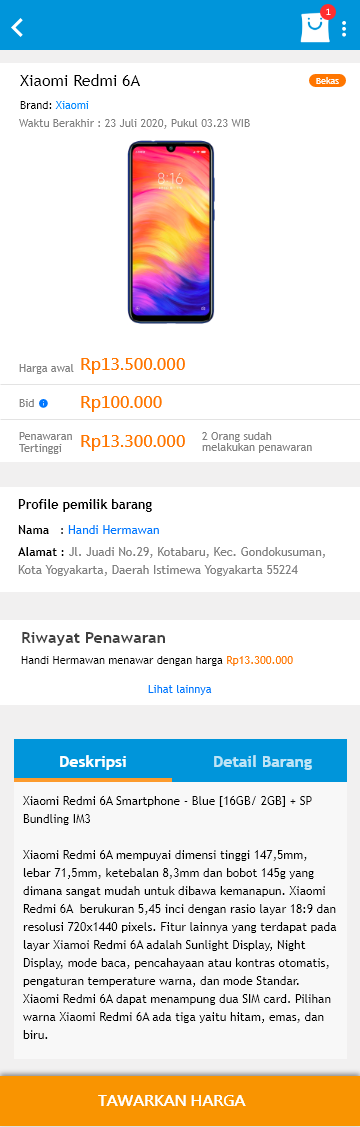 1
Xiaomi Redmi 6A
Bekas
Brand: Xiaomi
Waktu Berakhir : 23 Juli 2020, Pukul 03.23 WIB
8:16
Harga awal Rp13.500.000
Bid Rp100.000
Penawaran
Tertinggi
Rp13.300.000
2 Orang sudah
melakukan penawaran
Profile pemilik barang
Nama : Handi Hermawan
Alamat : Jl. Juadi No.29, Kotabaru, Kec. Gondokusuman,
Kota Yogyakarta, Daerah Istimewa Yogyakarta 55224
Riwayat Penawaran
Handi Hermawan menawar dengan harga Rp13.300.000
Lihat lainnya
Deskripsi
Detail Barang
Xiaomi Redmi 6A Smartphone - Blue [16GB/ 2GB] + SP
Bundling IM3
Xiaomi Redmi 6A mempuyai dimensi tinggi 147,5mm,
lebar 71,5mm, ketebalan 8,3mm dan bobot 145g yang
dimana sangat mudah untuk dibawa kemanapun. Xiaomi
Redmi 6A berukuran 5,45 inci dengan rasio layar 18:9 dan
resolusi 720x1440 pixels. Fitur lainnya yang terdapat pada
layar Xiamoi Redmi 6A adalah Sunlight Display, Night
Display, mode baca, pencahayaan atau kontras otomatis,
pengaturan temperature warna, dan mode Standar.
Xiaomi Redmi 6A dapat menampung dua SIM card. Pilihan
warna Xiaomi Redmi 6A ada tiga yaitu hitam, emas, dan
biru.
TAWARKAN HARGA